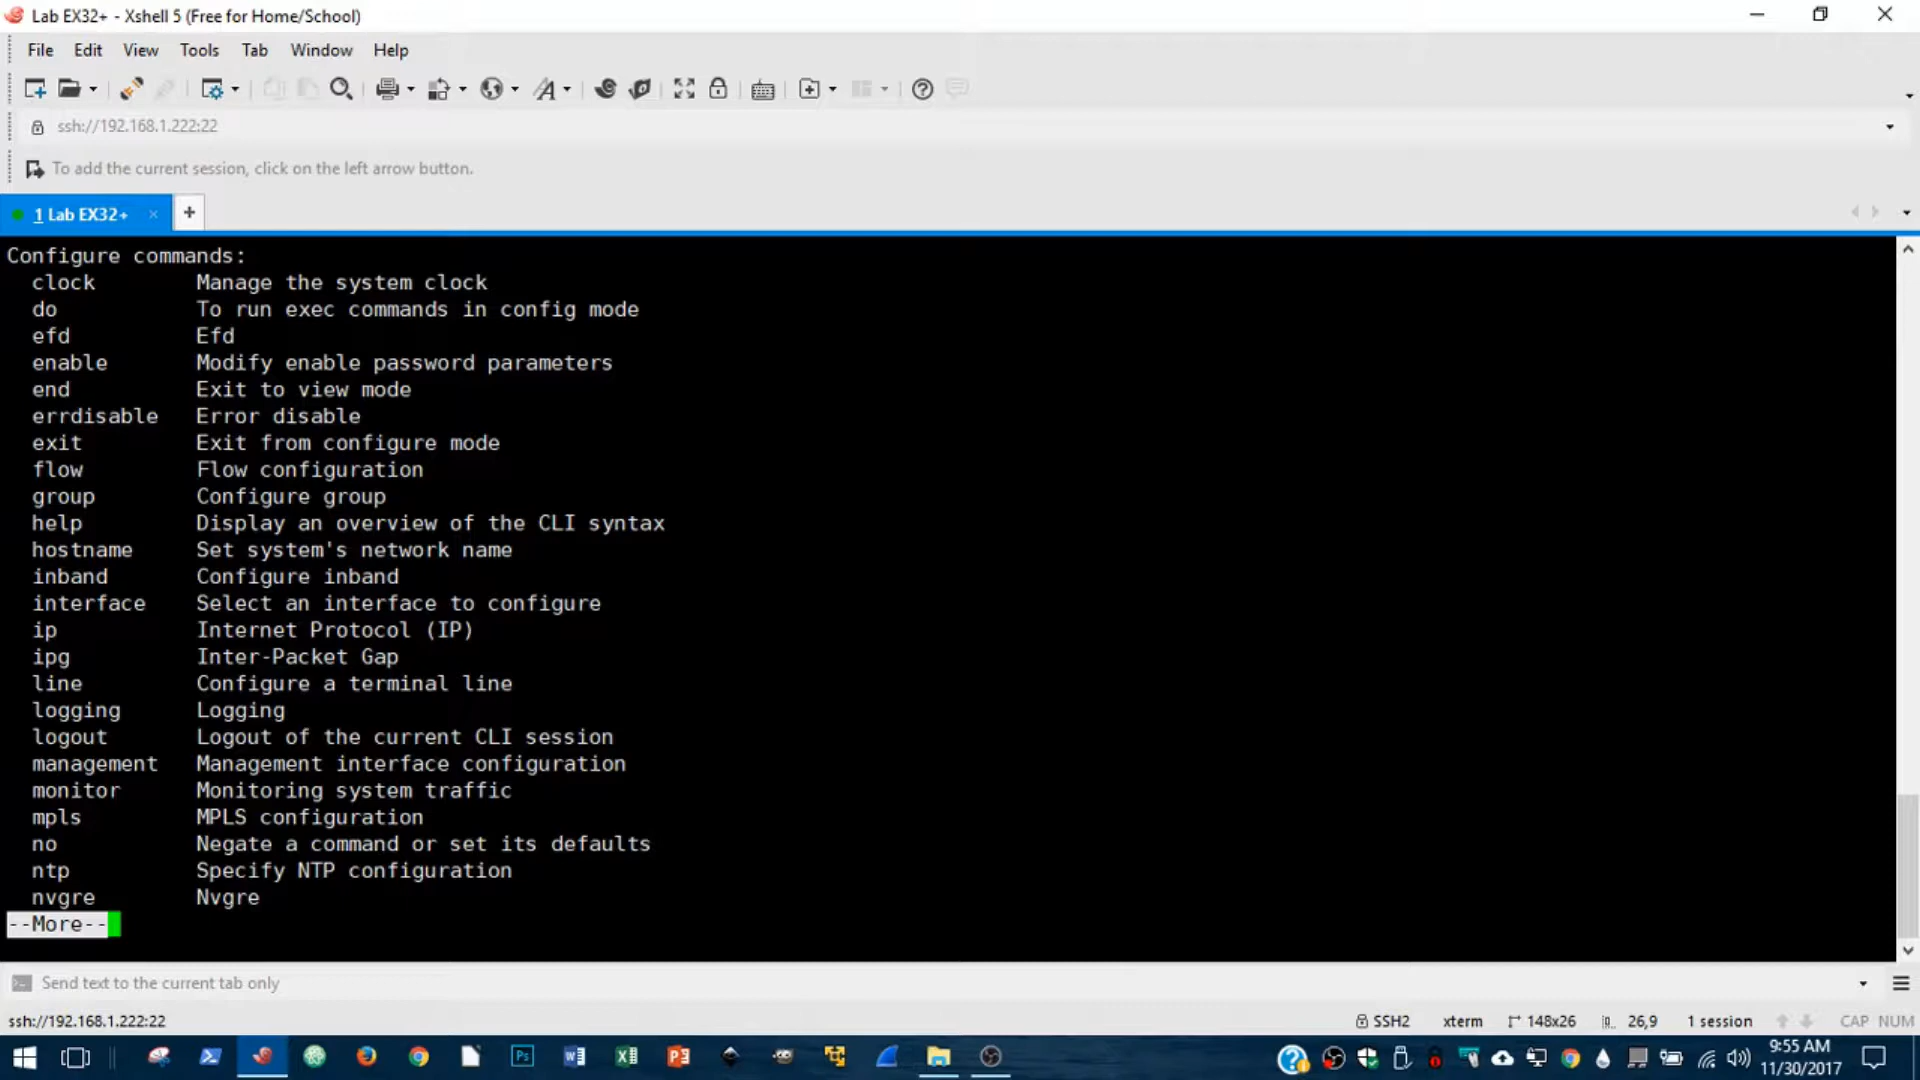 Lab EX32+ - Xshell 5 (Free for Home/School)
File Edit View Tools Tab Window Help
ssh://192.168.1.222:22
To add the current session, click on the left arrow button.
1 Lab EX32+
Configure commands:
clock Manage the system clock
do To run exec commands in config mode
efd Efd
enable Modify enable password parameters
end Exit to view mode
errdisable Error disable
exit Exit from configure mode
flow Flow configuration
group Configure group
help Display an overview of the CLI syntax
hostname Set system's network name
inband Configure inband
interface Select an interface to configure
ip Internet Protocol (IP)
ipg Inter-Packet Gap
line Configure a terminal line
logging Logging
logout Logout of the current CLI session
management Management interface configuration
monitor Monitoring system traffic
mpls MPLS configuration
no Negate a command or set its defaults
ntp Specify NTP configuration
nvgre Nvgre
--More--
Send text to the current tab only
ssh://192.168.1.222:22 SSH2 xterm 148x26 26,9 1 session CAP NUM
9:55 AM
11/30/2017